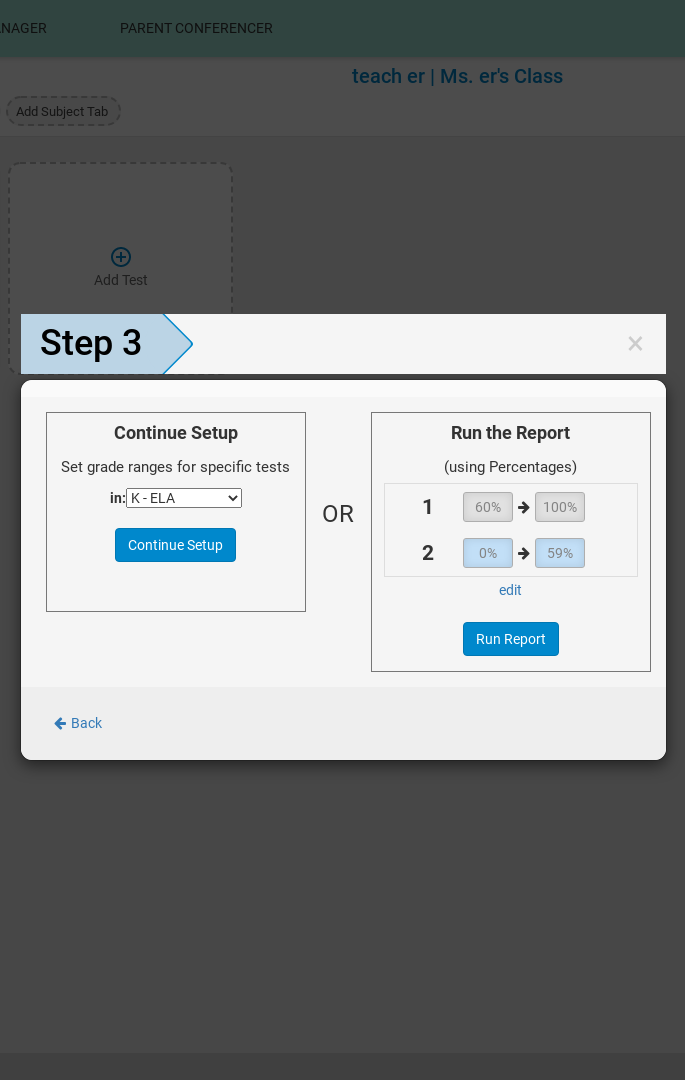 NAGER PARENT CONFERENCER
teach er | Ms. er's Class
Add Subject Tab
Add Test
Step 3
×
Continue Setup
Set grade ranges for specific tests
in: K - ELA
Continue Setup
OR
Run the Report
(using Percentages)
1 60% 100%
2 0% 59%
edit
Run Report
Back